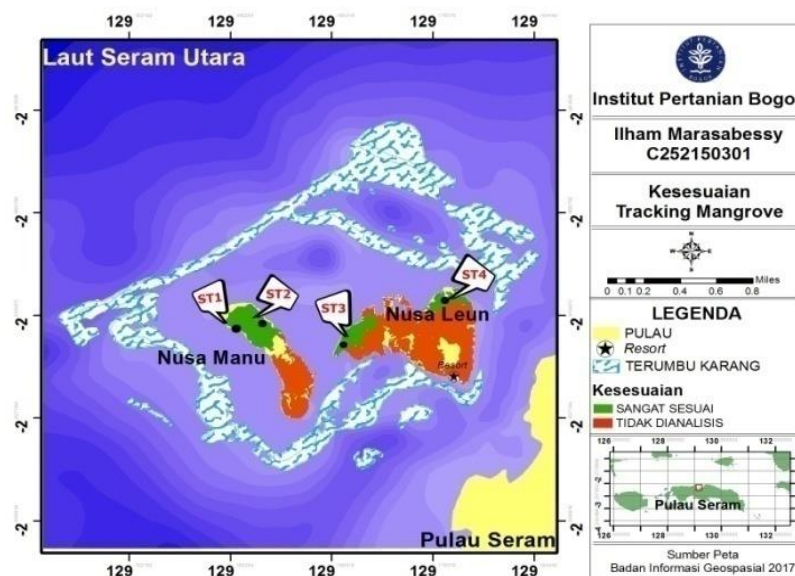 129 129 129 129 129
Laut Seram Utara
-2
-2
-2
-2
-2
-2
-2
-2
-2
-2
ST1
ST2
ST3
ST4
Nusa Manu
Nusa Leun
Resort
Pulau Seram
129 129 129 129 129
INSTITUT PERTANIAN
BOGOR
Institut Pertanian Bogo
Ilham Marasabessy
C252150301
Kesesuaian
Tracking Mangrove
Miles
0 0.1 0.2 0.4 0.6 0.8
LEGENDA
PULAU
Resort
TERUMBU KARANG
Kesesuaian
SANGAT SESUAI
TIDAK DIANALISIS
126 128 130 132
Pulau Seram
126 128 130 132
Sumber Peta
Badan Informasi Geospasial 2017